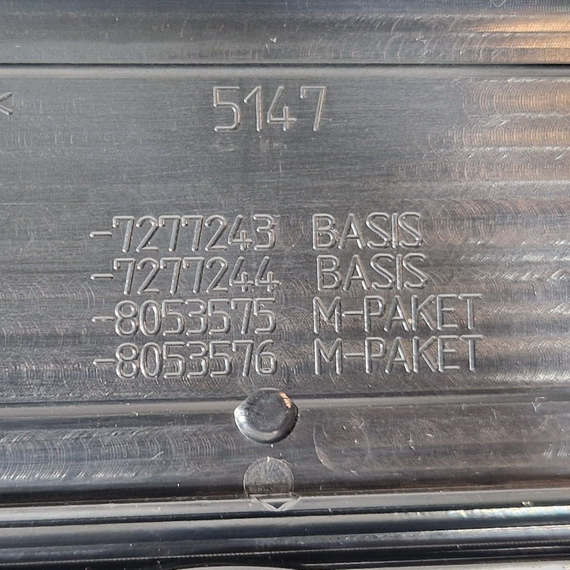 5147
-7277243 BASIS
-7277244 BASIS
-8053575 M-PAKET
-8053576 M-PAKET